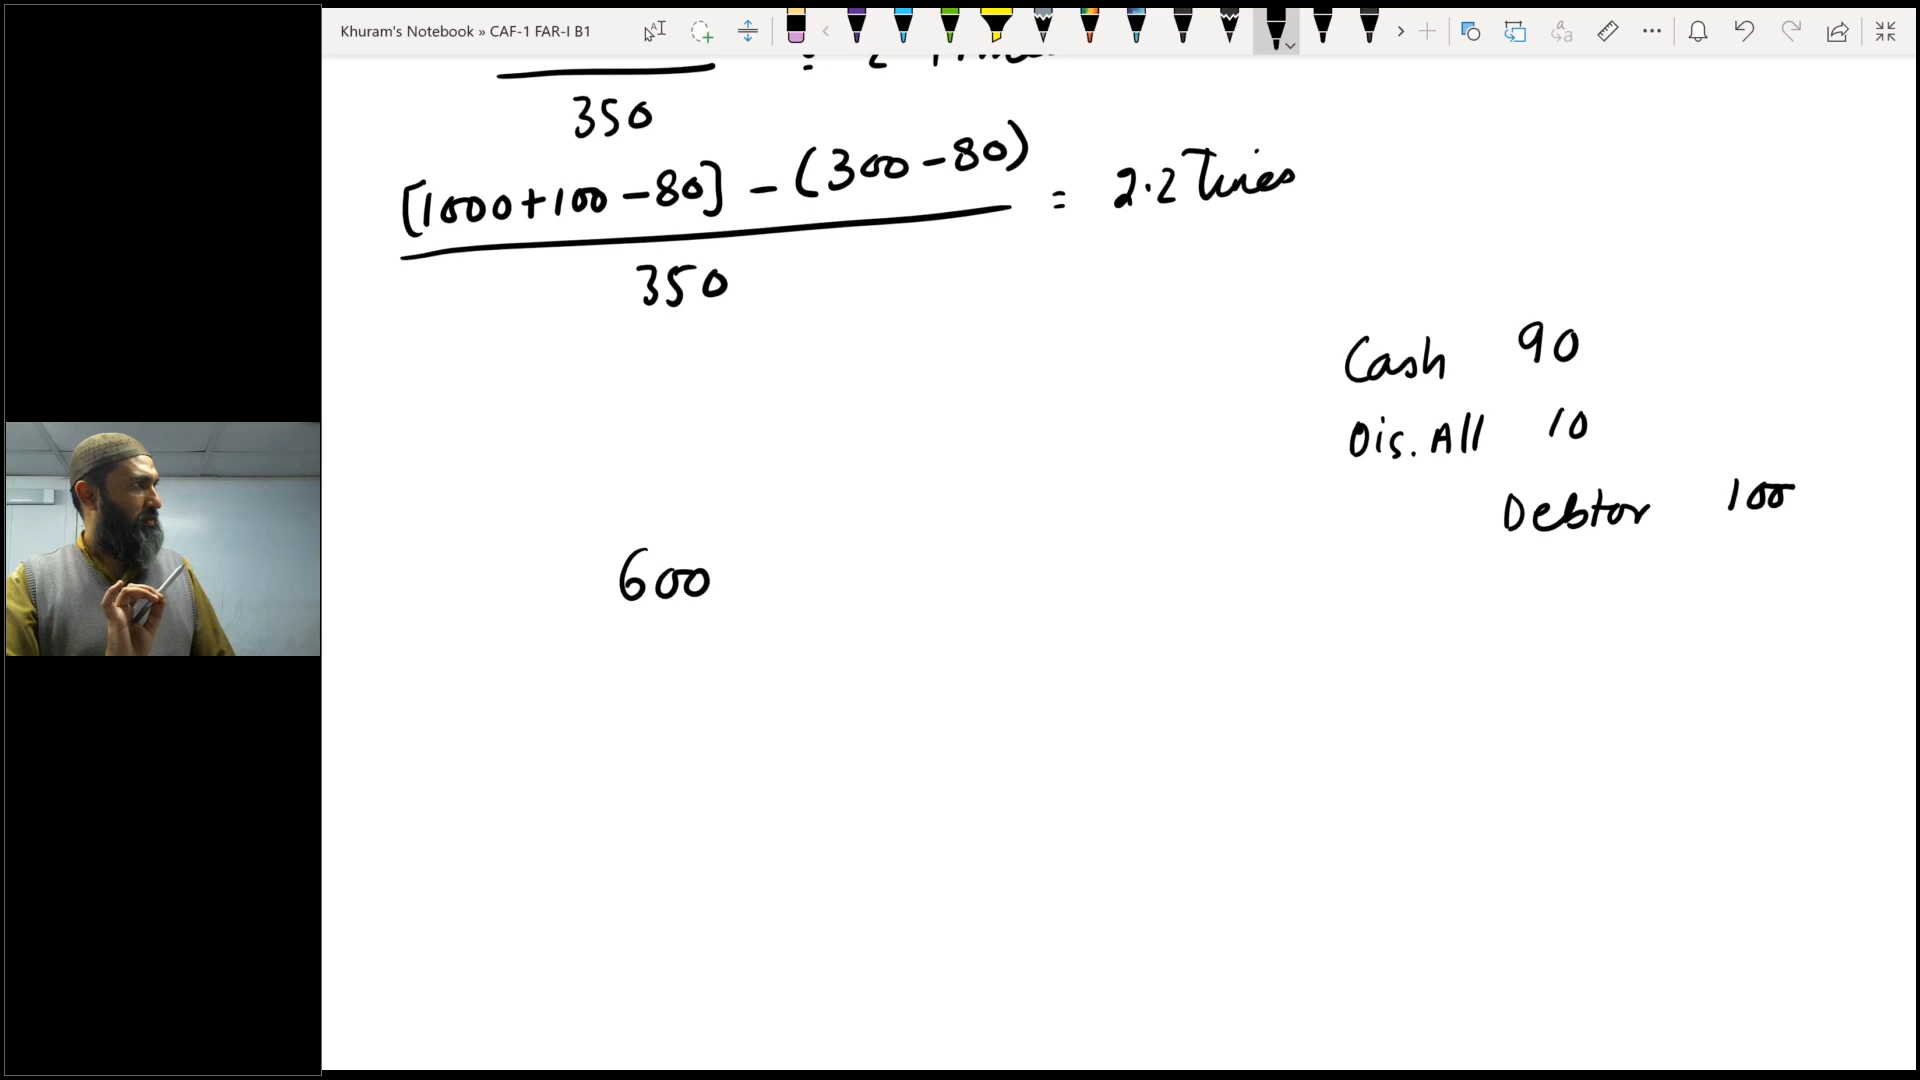 Khuram's Notebook » CAF-1 FAR-I B1
350
[1000+100-80] - (300-80) = 2.2 Times
350
Cash 90
Dis. All 10
Debtor 100
600